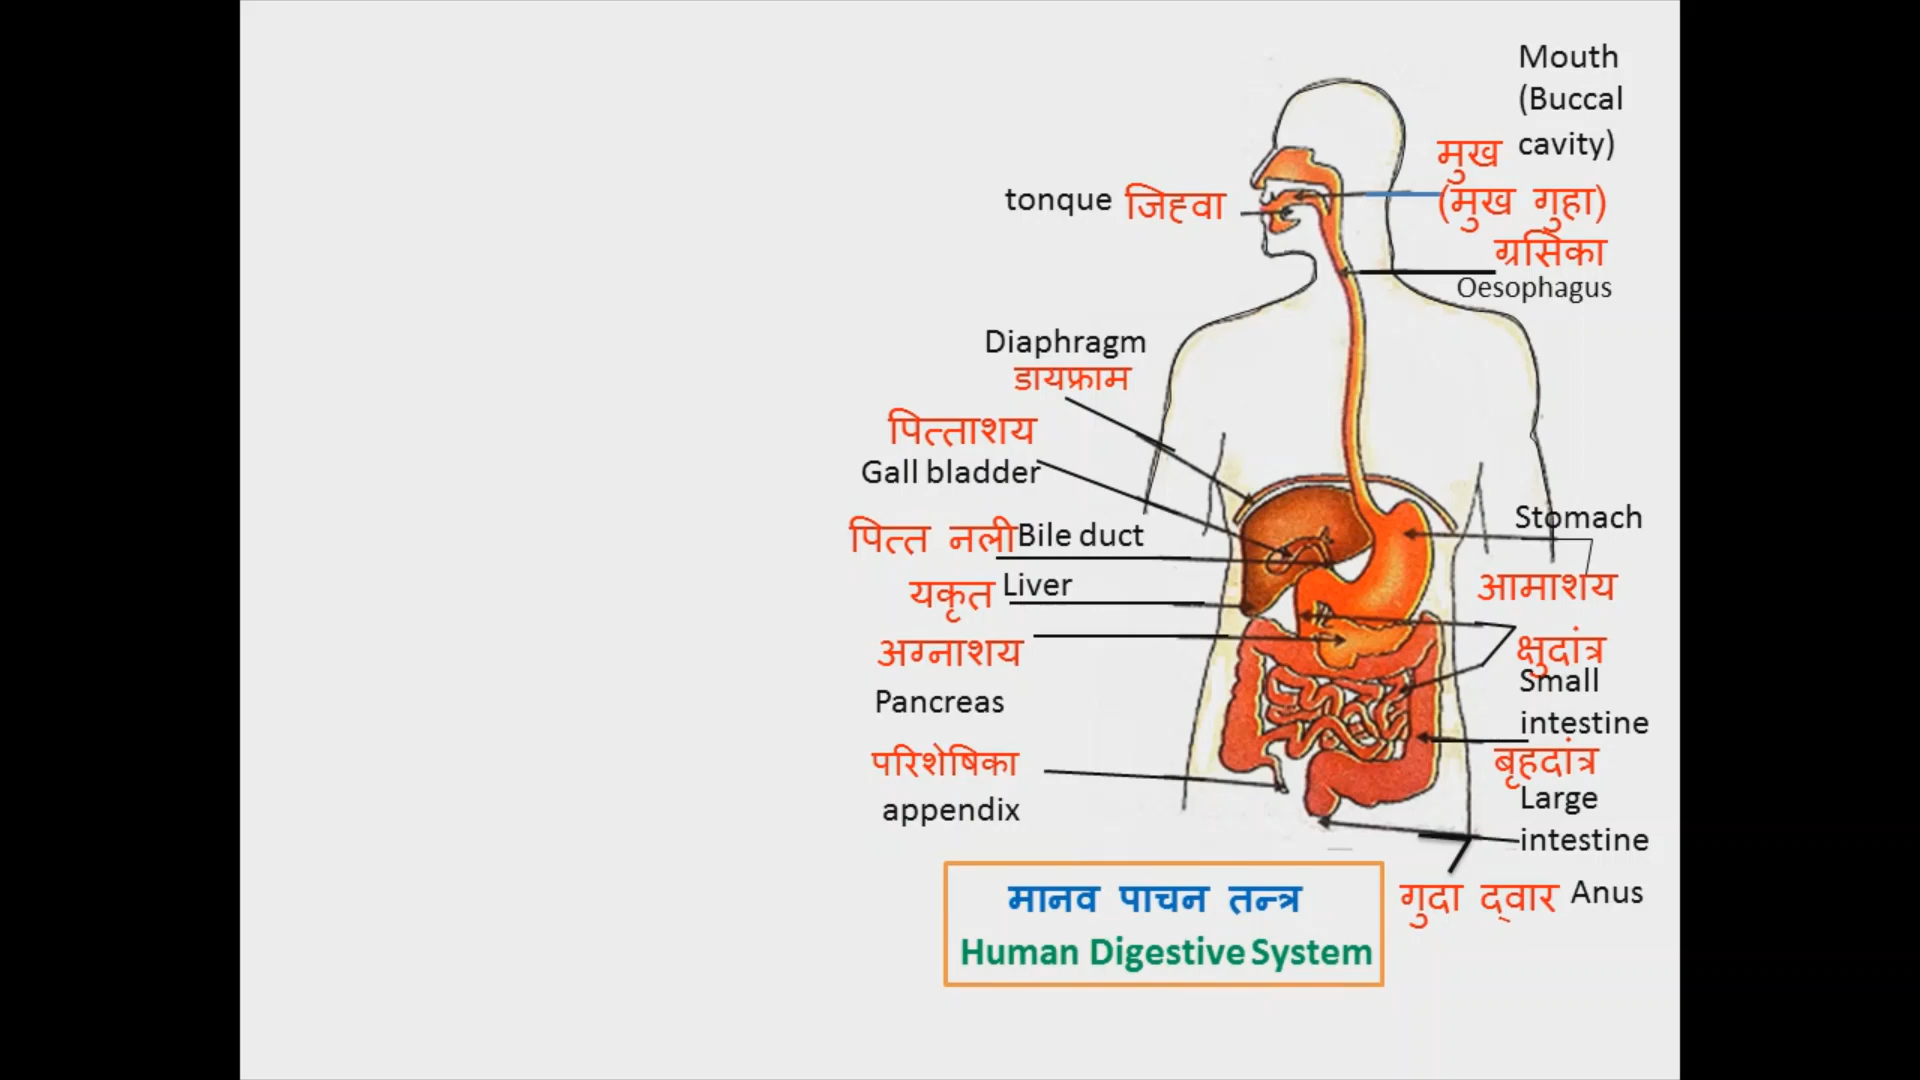 Mouth
(Buccal
cavity)
मुख
(मुख गुहा)
tonque जिह्वा
ग्रसिका
Oesophagus
Diaphragm
डायफ्राम
पित्ताशय
Gall bladder
पित्त नली Bile duct
यकृत Liver
अग्नाशय
Pancreas
परिशेषिका
appendix
Stomach
आमाशय
क्षुदांत्र
Small
intestine
बृहदांत्र
Large
intestine
गुदा द्वार Anus
मानव पाचन तन्त्र
Human Digestive System